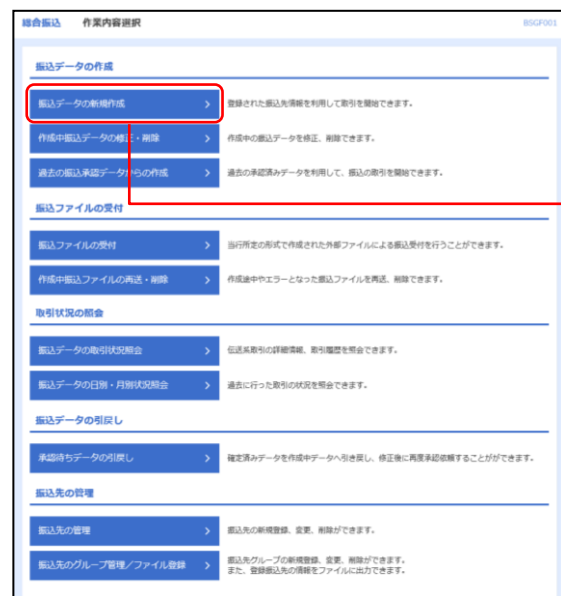 総合振込 作業内容選択 BSGF001
振込データの作成
振込データの新規作成 > 登録された振込先情報を利用して取引を開始できます。
作成中振込データの修正・削除 > 作成中の振込データを修正、削除できます。
過去の振込承認データからの作成 > 過去の承認済みデータを利用して、振込の取引を開始できます。
振込ファイルの受付
振込ファイルの受付 > 当行所定の形式で作成された外部ファイルによる振込受付を行うことができます。
作成中振込ファイルの再送・削除 > 作成途中やエラーとなった振込ファイルを再送、削除できます。
取引状況の照会
振込データの取引状況照会 > 伝送系取引の詳細情報、取引履歴を照会できます。
振込データの日別・月別状況照会 > 過去に行った取引の状況を照会できます。
振込データの引戻し
承認待ちデータの引戻し > 確定済みデータを作成中データへ引き戻し、修正後に再度承認依頼することがができます。
振込先の管理
振込先の管理 > 振込先の新規登録、変更、削除ができます。
振込先のグループ管理／ファイル登録 > 振込先グループの新規登録、変更、削除ができます。
また、登録振込先の情報をファイルに出力できます。